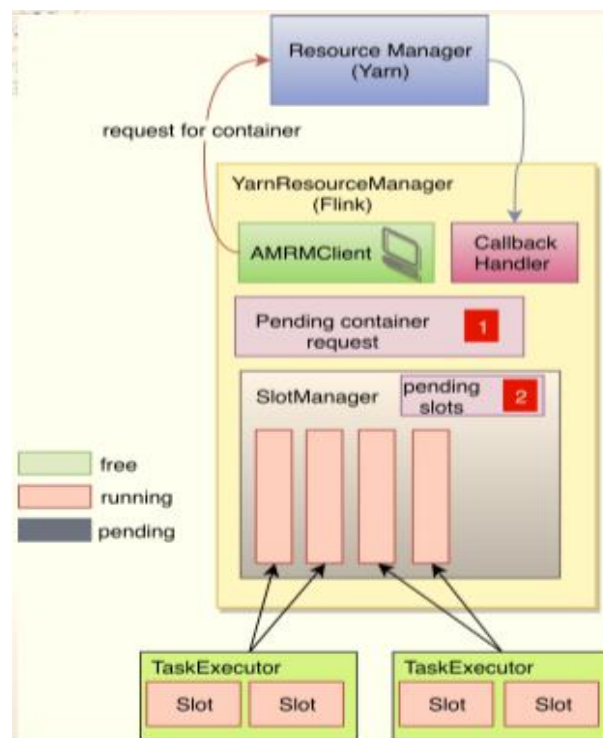 Resource Manager
(Yarn)
request for container
YarnResourceManager
(Flink)
AMRMClient
Callback
Handler
Pending container
request
1
SlotManager
pending
slots
2
free
running
pending
TaskExecutor
Slot
Slot
TaskExecutor
Slot
Slot